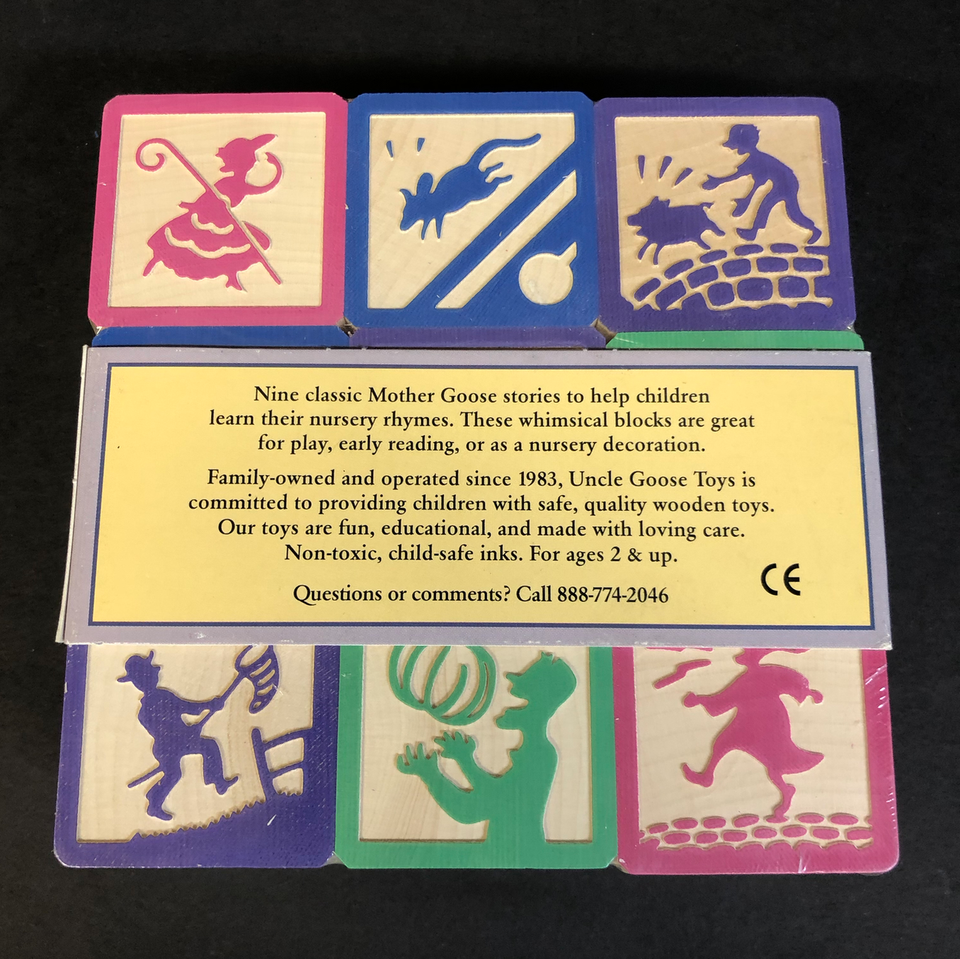 Nine classic Mother Goose stories to help children
learn their nursery rhymes. These whimsical blocks are great
for play, early reading, or as a nursery decoration.
Family-owned and operated since 1983, Uncle Goose Toys is
committed to providing children with safe, quality wooden toys.
Our toys are fun, educational, and made with loving care.
Non-toxic, child-safe inks. For ages 2 & up.
Questions or comments? Call 888-774-2046
CE